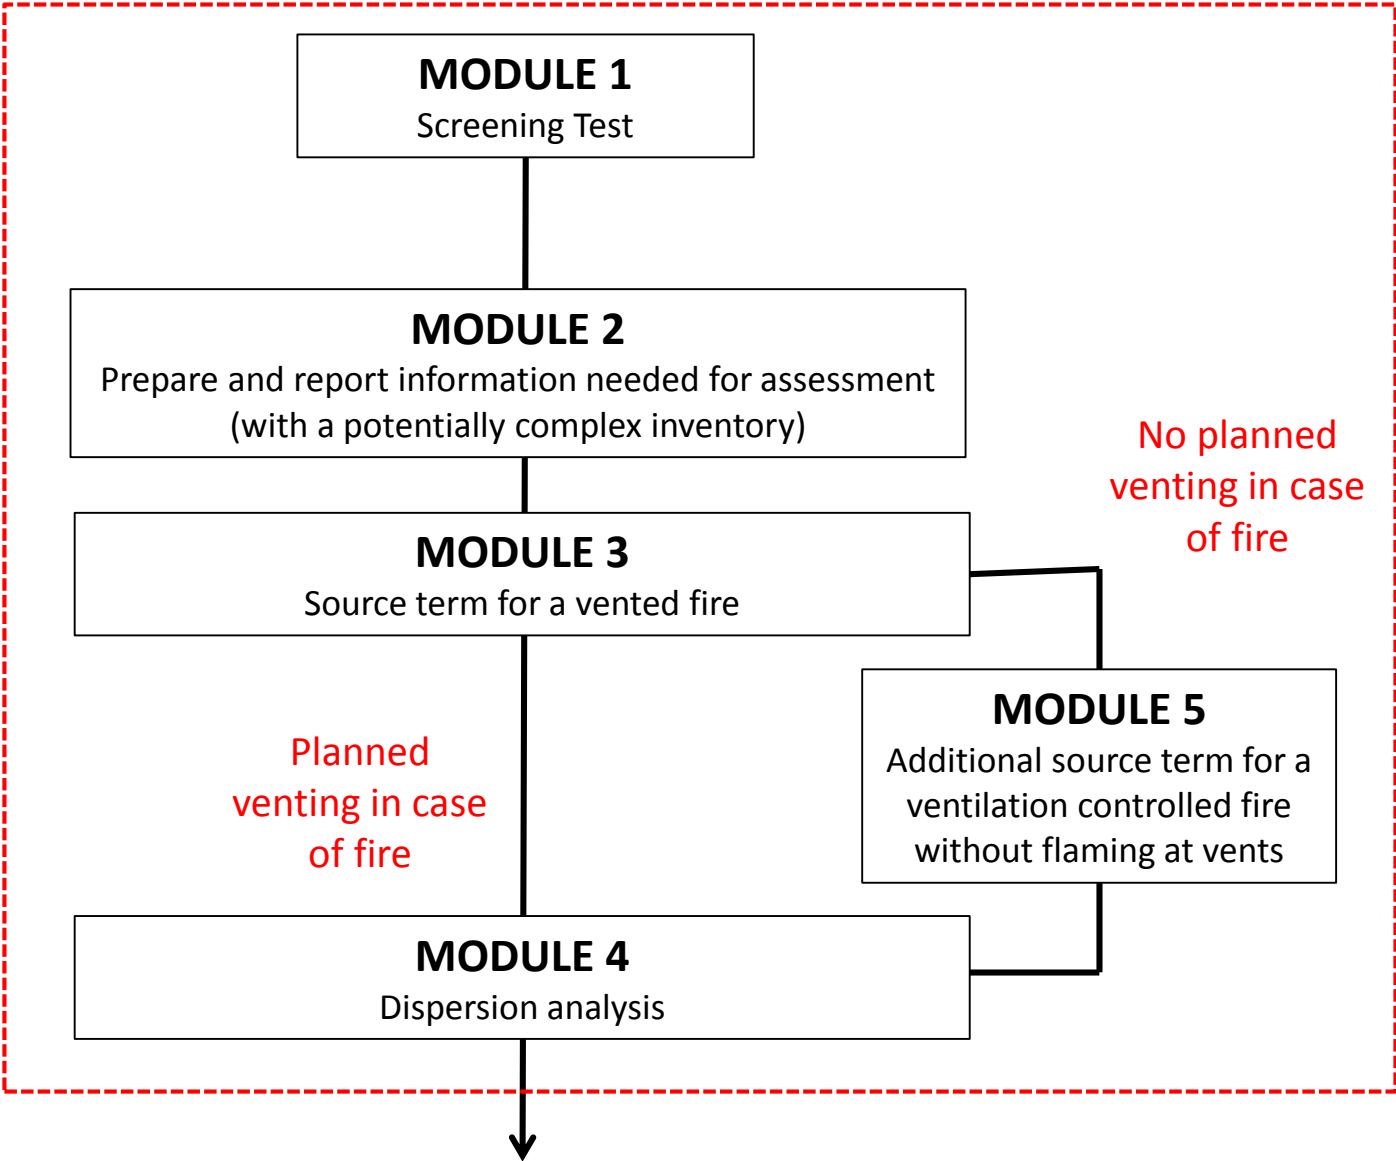 MODULE 1
Screening Test
MODULE 2
Prepare and report information needed for assessment
(with a potentially complex inventory)
No planned
venting in case
of fire
MODULE 3
Source term for a vented fire
MODULE 5
Additional source term for a
ventilation controlled fire
without flaming at vents
Planned
venting in case
of fire
MODULE 4
Dispersion analysis